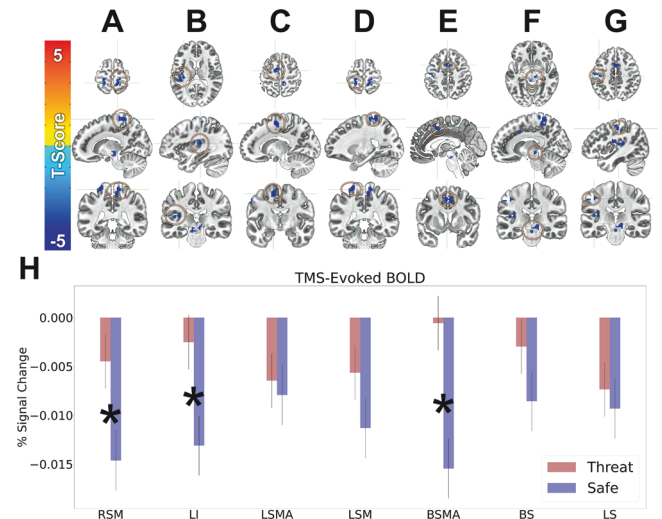 A B C D E F G
5
T-Score
-5
H
TMS-Evoked BOLD
% Signal Change
0.000
−0.005
−0.010
−0.015
*
*
*
Threat
Safe
RSM LI LSMA LSM BSMA BS LS